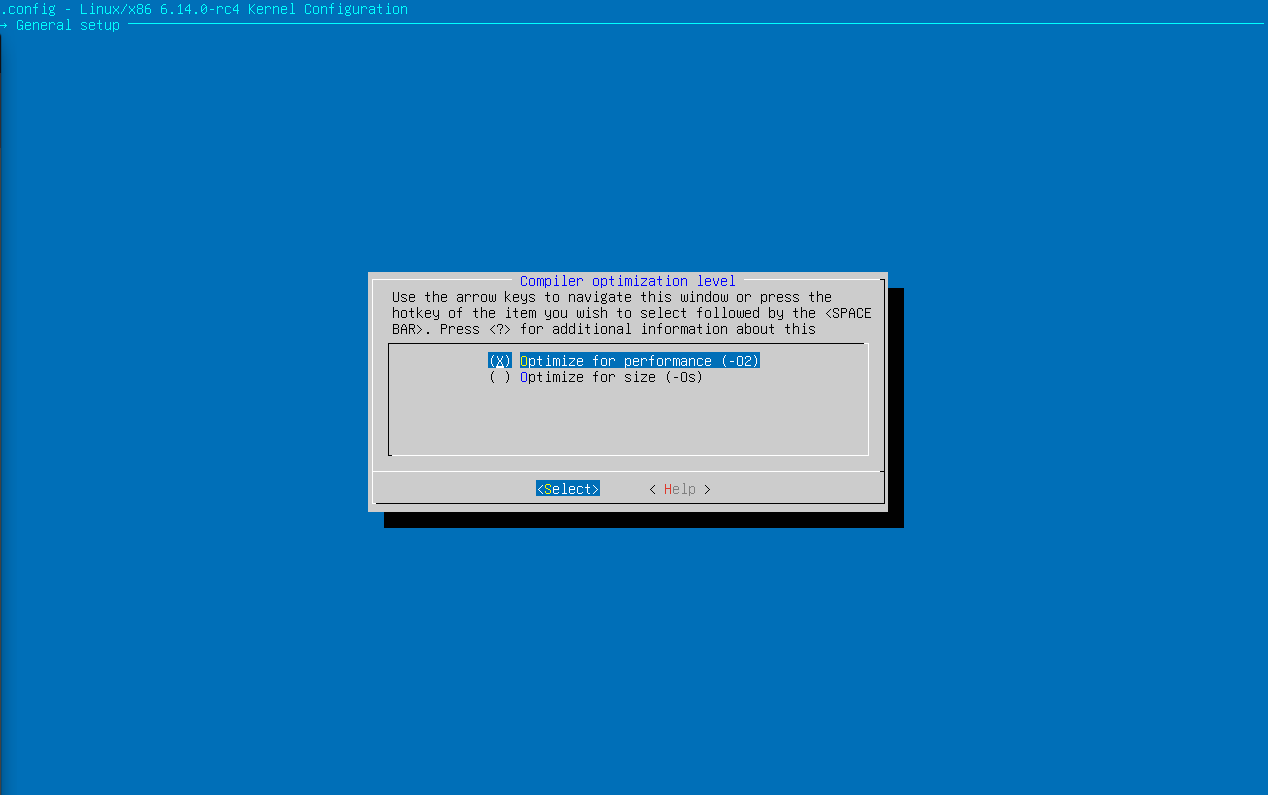 .config - Linux/x86 6.14.0-rc4 Kernel Configuration
→ General setup
Compiler optimization level
Use the arrow keys to navigate this window or press the
hotkey of the item you wish to select followed by the <SPACE
BAR>. Press <?> for additional information about this
(X) Optimize for performance (-O2)
( ) Optimize for size (-Os)
<Select> < Help >